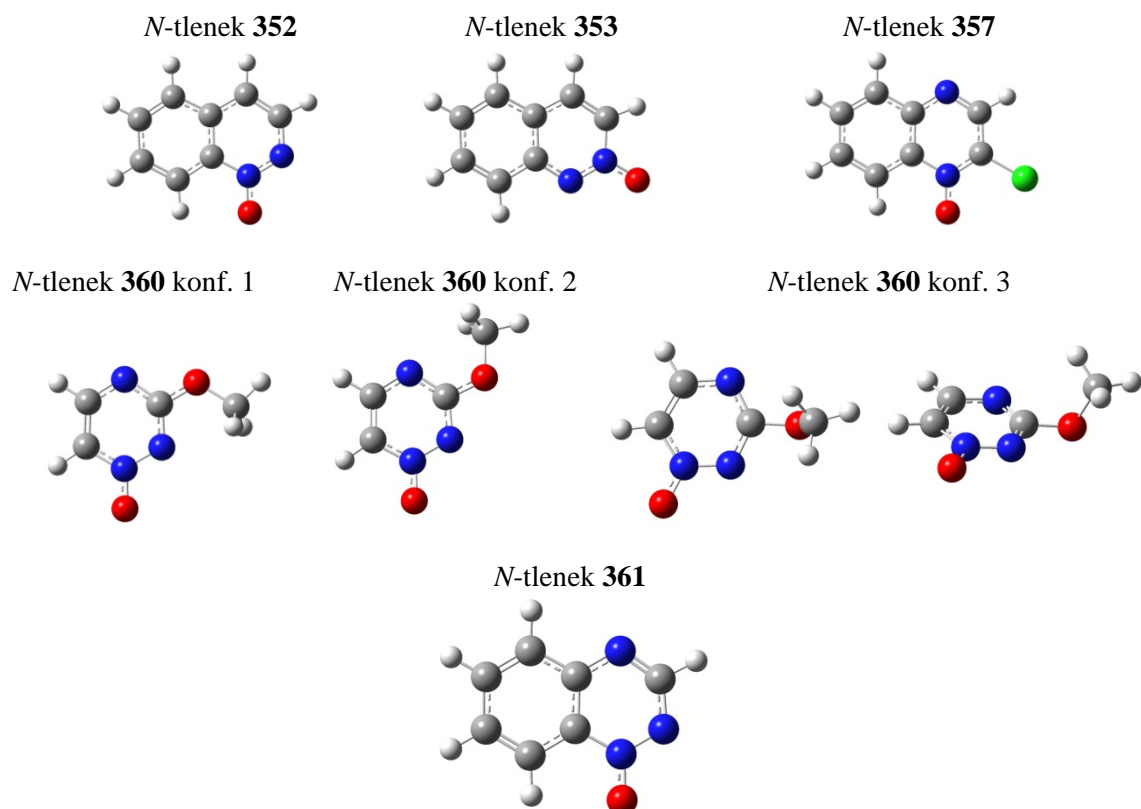 N-tlenek 352
N-tlenek 353
N-tlenek 357
N-tlenek 360 konf. 1
N-tlenek 360 konf. 2
N-tlenek 360 konf. 3
N-tlenek 361